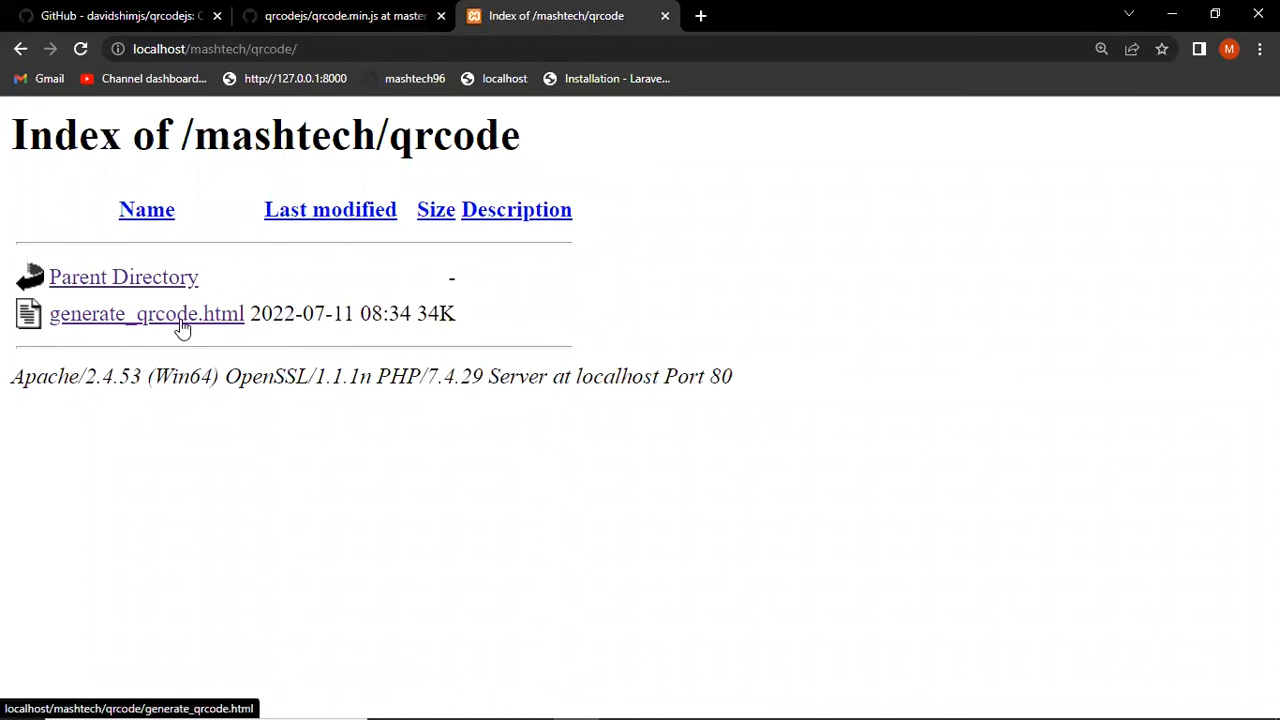 GitHub - davidshimjs/qrcodejs: C
qrcodejs/qrcode.min.js at master
Index of /mashtech/qrcode
localhost/mashtech/qrcode/
M
Gmail
Channel dashboard...
http://127.0.0.1:8000
mashtech96
localhost
Installation - Larave...
Index of /mashtech/qrcode
Name Last modified Size Description
Parent Directory -
generate_qrcode.html 2022-07-11 08:34 34K
Apache/2.4.53 (Win64) OpenSSL/1.1.1n PHP/7.4.29 Server at localhost Port 80
localhost/mashtech/qrcode/generate_qrcode.html